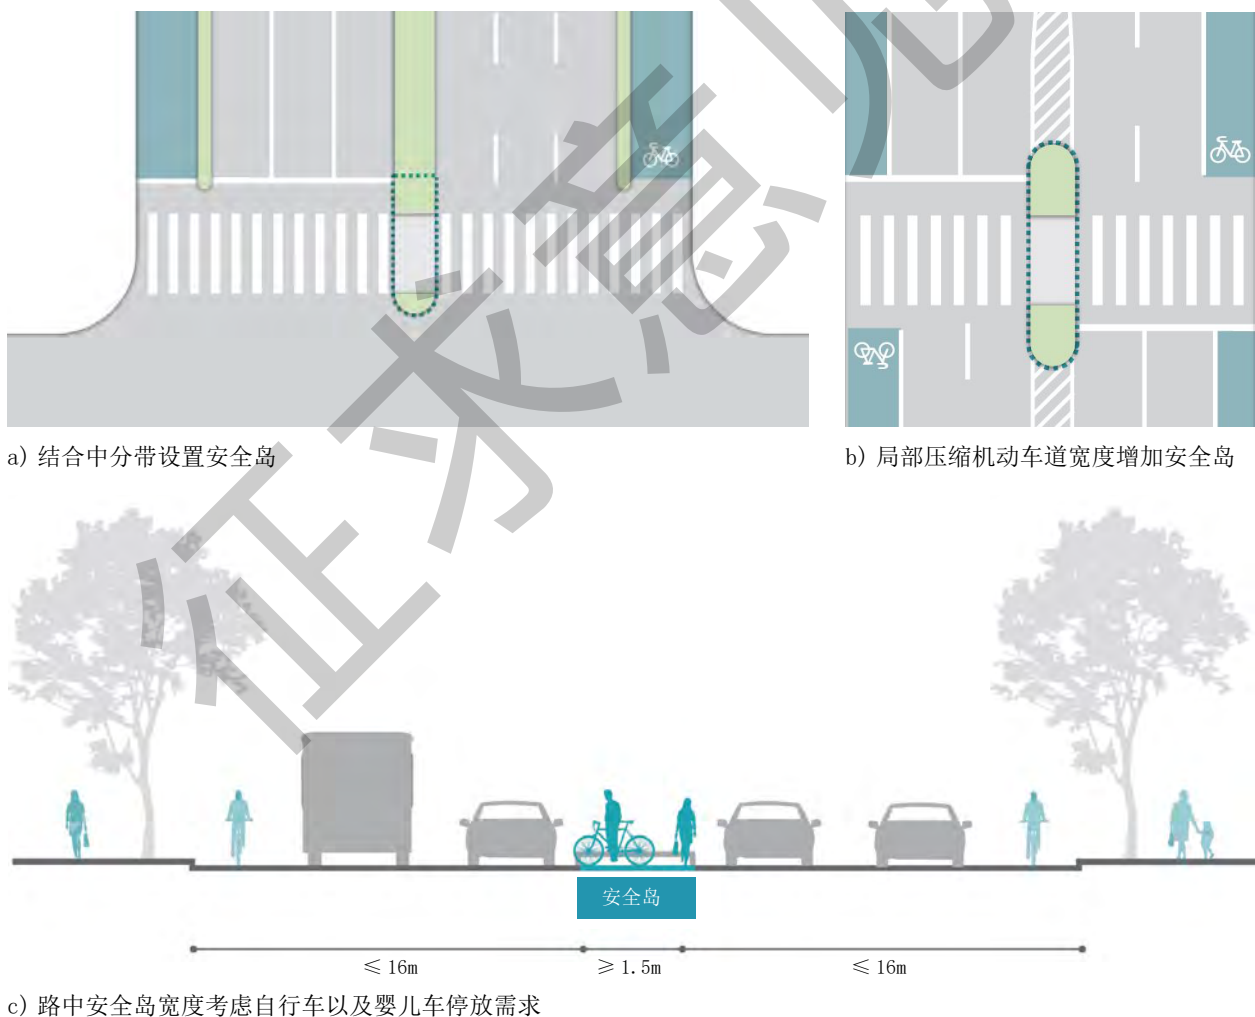 征求意见
a) 结合中分带设置安全岛
b) 局部压缩机动车道宽度增加安全岛
安全岛
≤16m
≥1.5m
≤16m
c) 路中安全岛宽度考虑自行车以及婴儿车停放需求